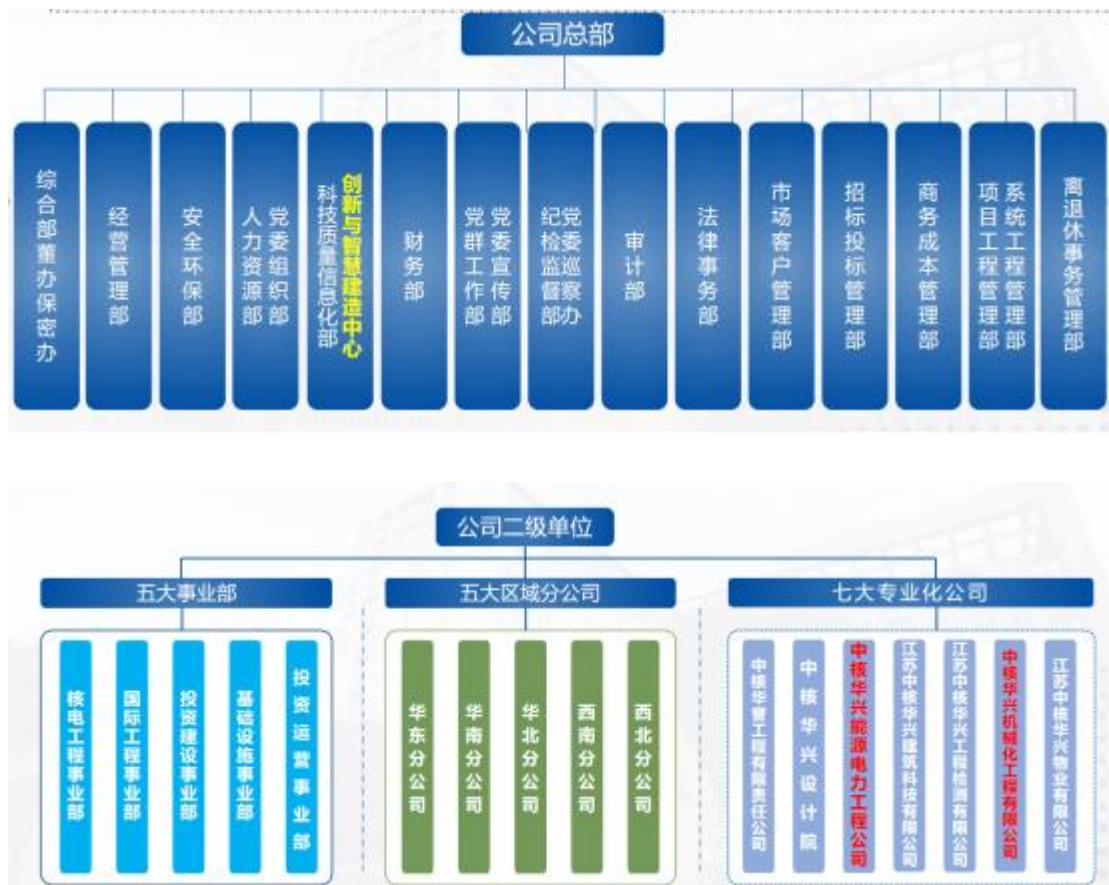 公司总部
综合部董办保密办
经营管理部
安全环保部
党委组织部
人力资源部
创新与智慧建造中心
科技质量信息化部
财务部
党委宣传部
党群工作部
党委巡察办
纪检监督部
审计部
法律事务部
市场客户管理部
招标投标管理部
商务成本管理部
系统工程管理部
项目工程管理部
离退休事务管理部
公司二级单位
五大事业部
五大区域分公司
七大专业化公司
核电工程事业部
国际工程事业部
投资建设事业部
基础设施事业部
投资运营事业部
华东分公司
华南分公司
华北分公司
西南分公司
西北分公司
中核华誉工程有限责任公司
中核华兴设计院
中核华兴能源电力工程公司
江苏中核华兴建筑科技有限公司
江苏中核华兴工程检测有限公司
中核华兴机械化工程有限公司
江苏中核华兴物业有限公司